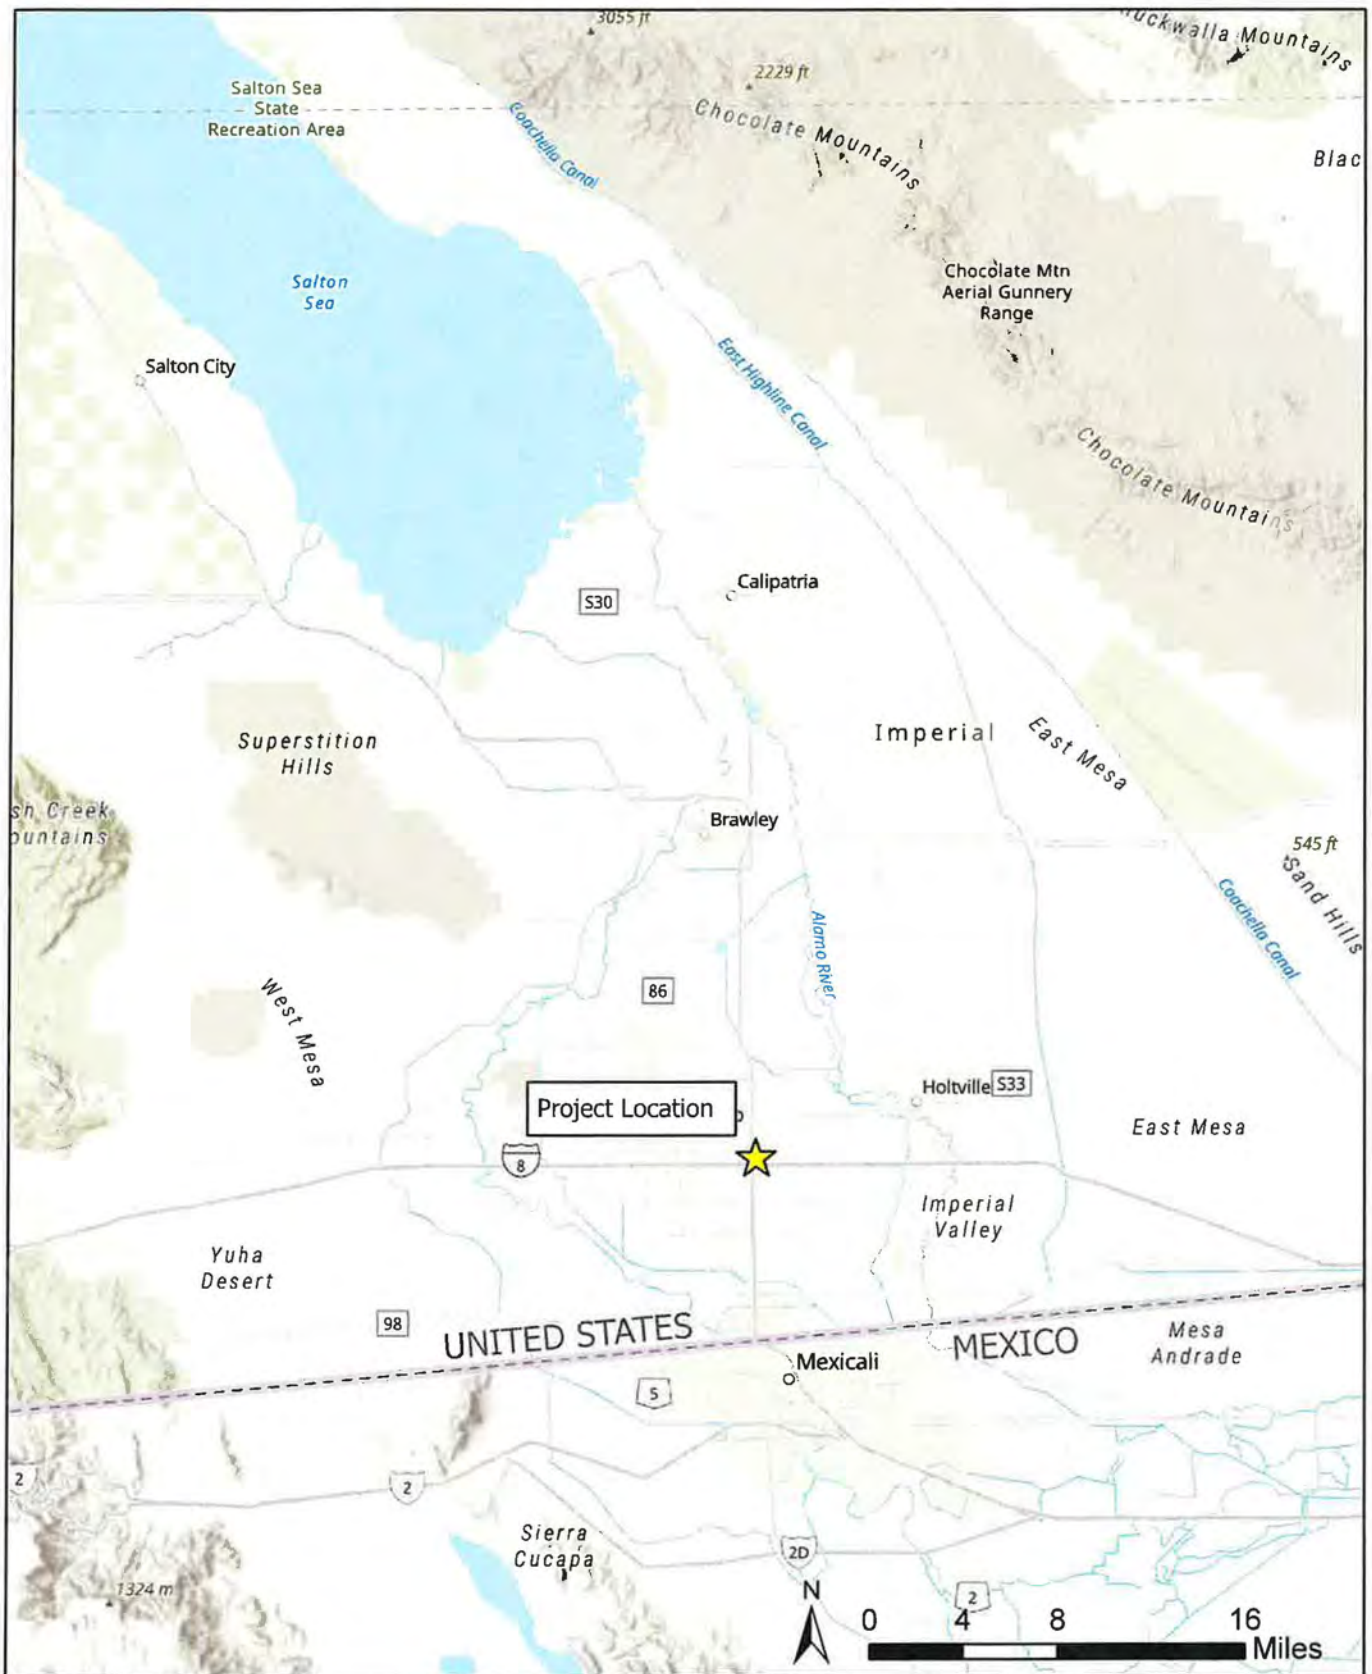 3055 ft
uckwalla Mountains
2229 ft
Salton Sea
State
Recreation Area
Coachella Canal
Chocolate Mountains
Blac
Chocolate Mtn
Aerial Gunnery
Range
Salton
Sea
Salton City
East Highline Canal
Chocolate Mountains
Calipatria
S30
Imperial
East Mesa
Superstition
Hills
sh Creek
ountains
Brawley
545 ft
Sand Hills
Coachella Canal
Alamo River
86
West Mesa
Holtville
S33
Project Location
East Mesa
8
Imperial
Valley
Yuha
Desert
98
UNITED STATES
MEXICO
Mesa
Andrade
Mexicali
5
2
2
Sierra
Cucapa
2D
1324 m
N
2
0 4 8 16
Miles